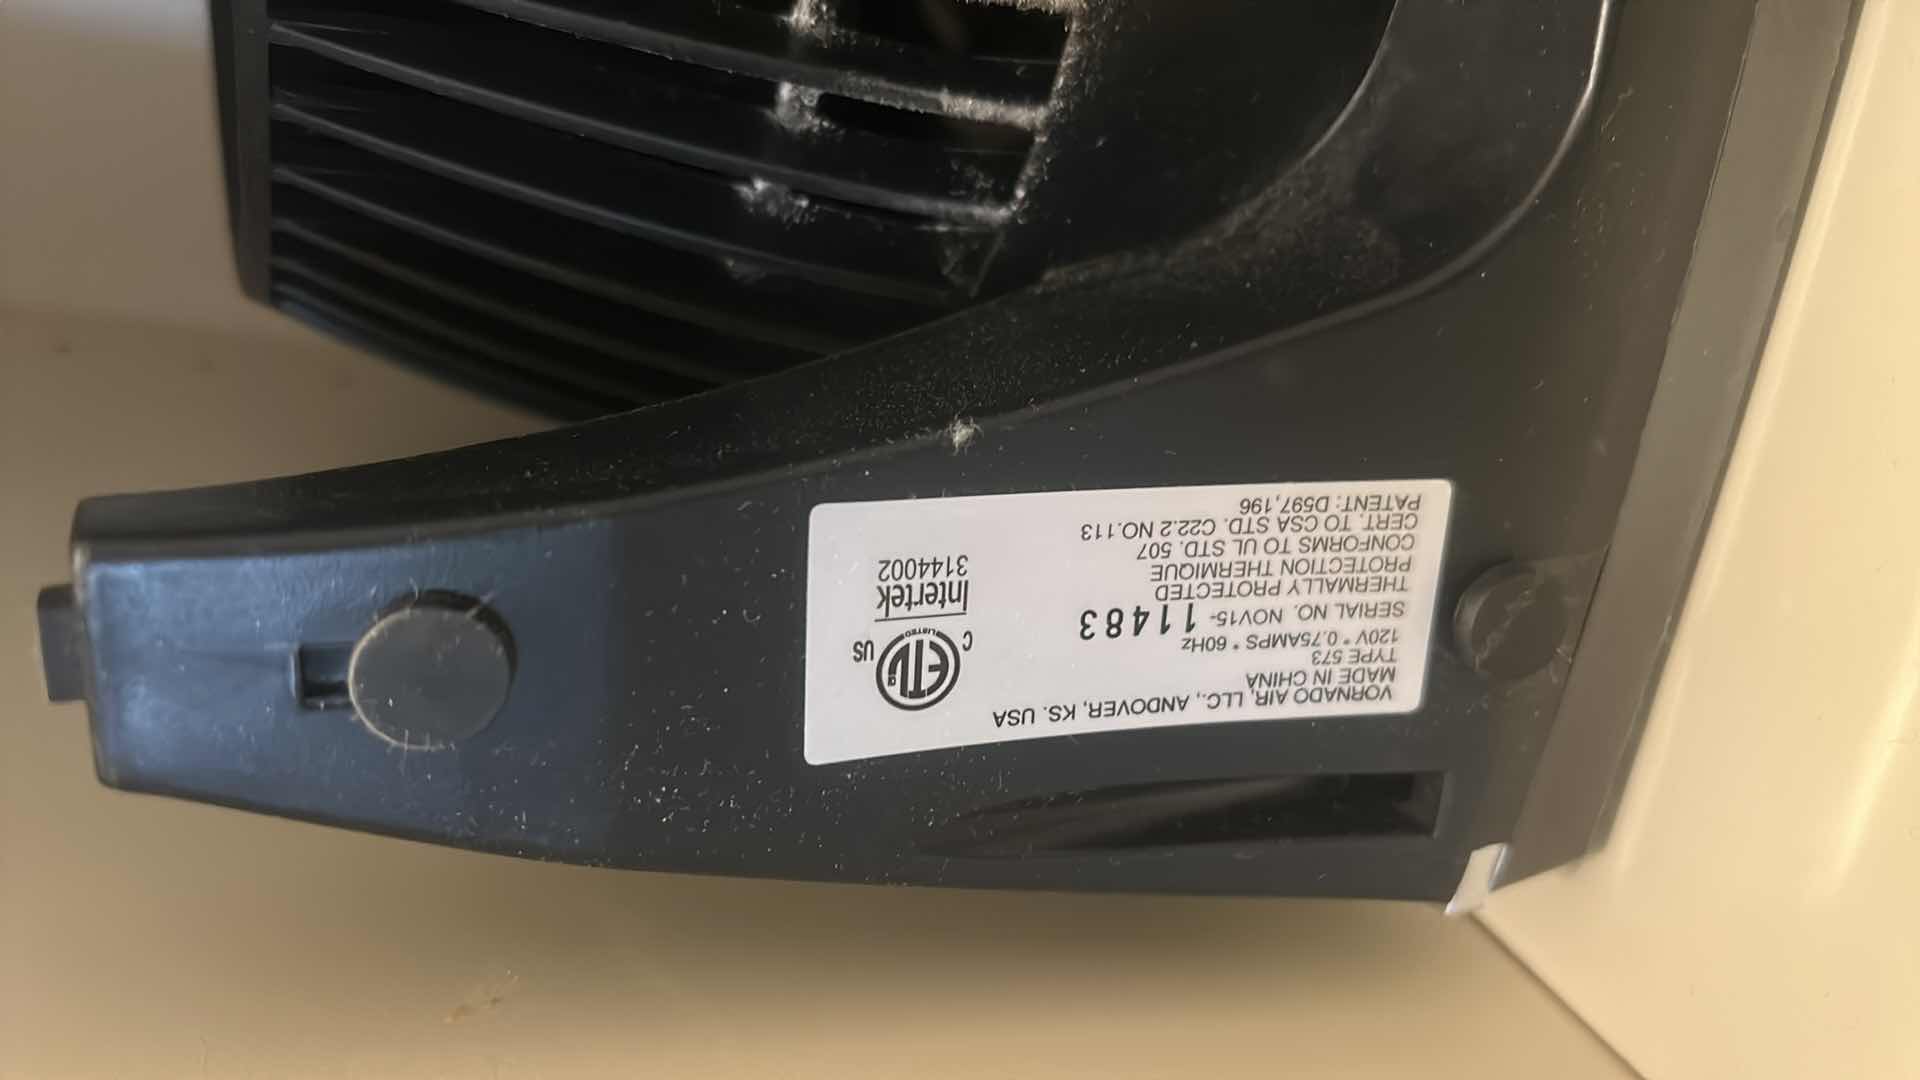 VORNADO AIR, LLC., ANDOVER, KS. USA
MADE IN CHINA
TYPE 573
120V * 0.75AMPS * 60Hz
SERIAL NO. NOV15- 11483
THERMALLY PROTECTED
PROTECTION THERMIQUE
CONFORMS TO UL STD. 507
CERT. TO CSA STD. C22.2 NO.113
PATENT: D597,196
C ETL US
LISTED
Intertek
3144002